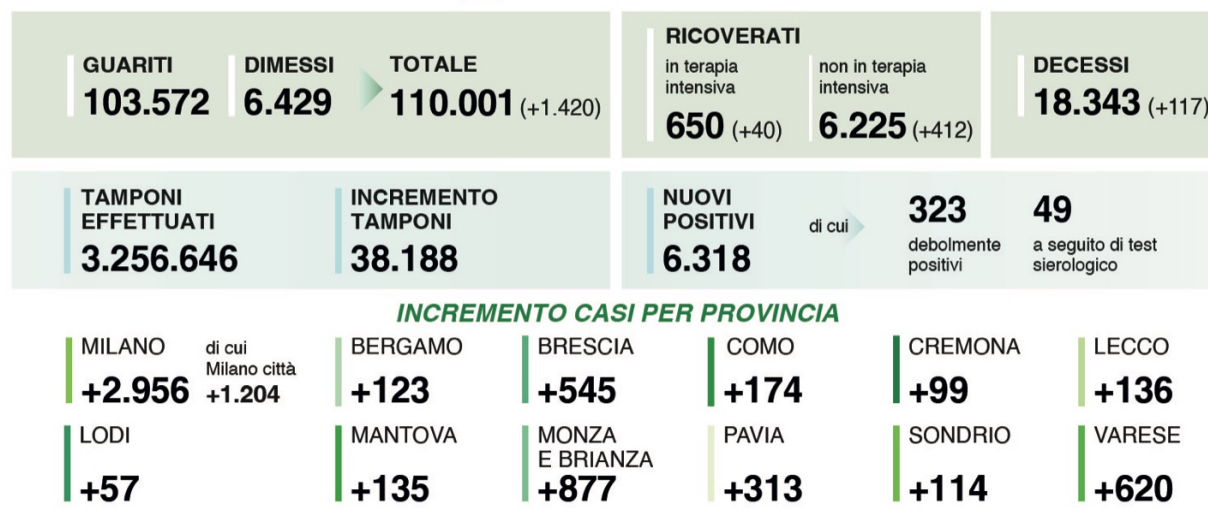 GUARITI
103.572
DIMESSI
6.429
TOTALE
110.001 (+1.420)
RICOVERATI
in terapia
intensiva
650 (+40)
non in terapia
intensiva
6.225 (+412)
DECESSI
18.343 (+117)
TAMPONI
EFFETTUATI
3.256.646
INCREMENTO
TAMPONI
38.188
NUOVI
POSITIVI
6.318
di cui
323
debolmente
positivi
49
a seguito di test
sierologico
INCREMENTO CASI PER PROVINCIA
MILANO
+2.956
di cui
Milano città
+1.204
BERGAMO
+123
BRESCIA
+545
COMO
+174
CREMONA
+99
LECCO
+136
LODI
+57
MANTOVA
+135
MONZA
E BRIANZA
+877
PAVIA
+313
SONDRIO
+114
VARESE
+620